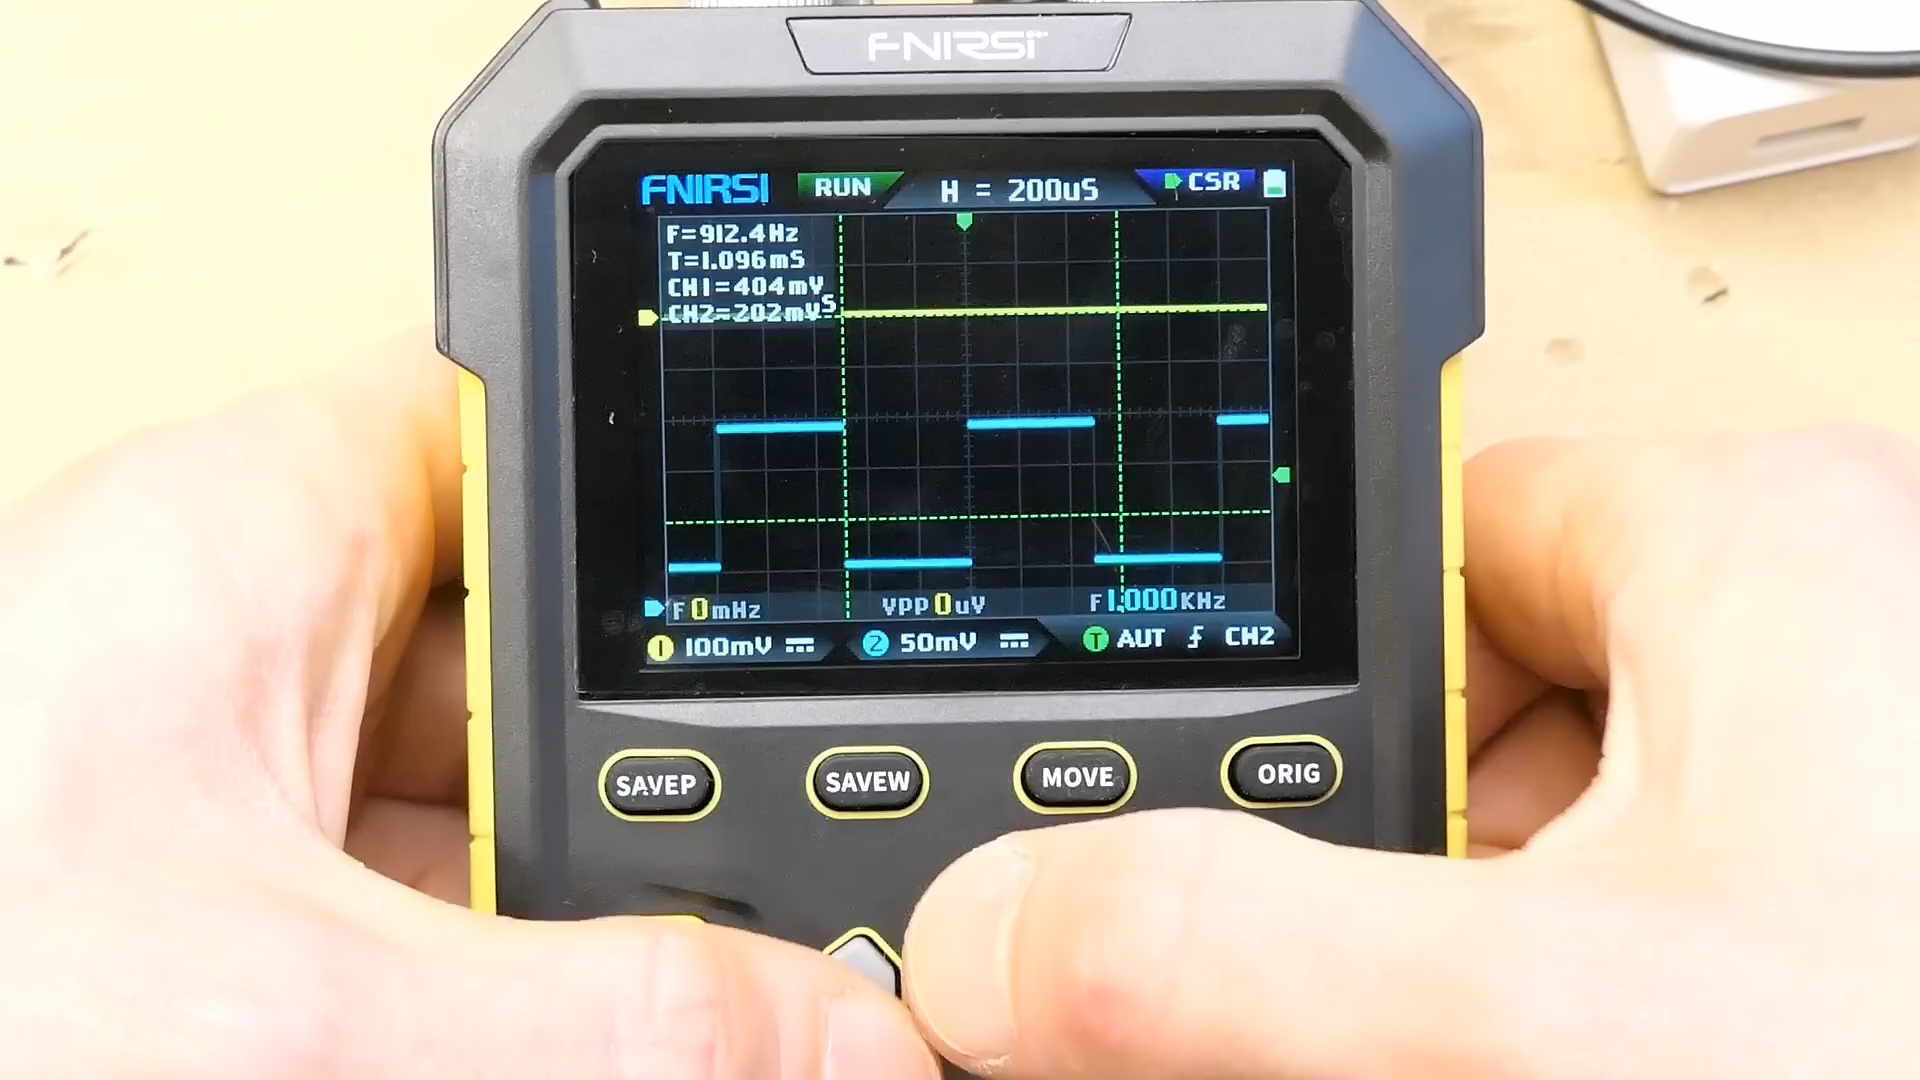 FNIRSI
FNIRSI RUN H = 200uS CSR
F=912.4Hz
T=1.096mS
CH1=404mV
CH2=202mV S
F 0mHz VPP 0uV F 1.000KHz
1 100mV 2 50mV T AUT CH2
SAVEP SAVEW MOVE ORIG